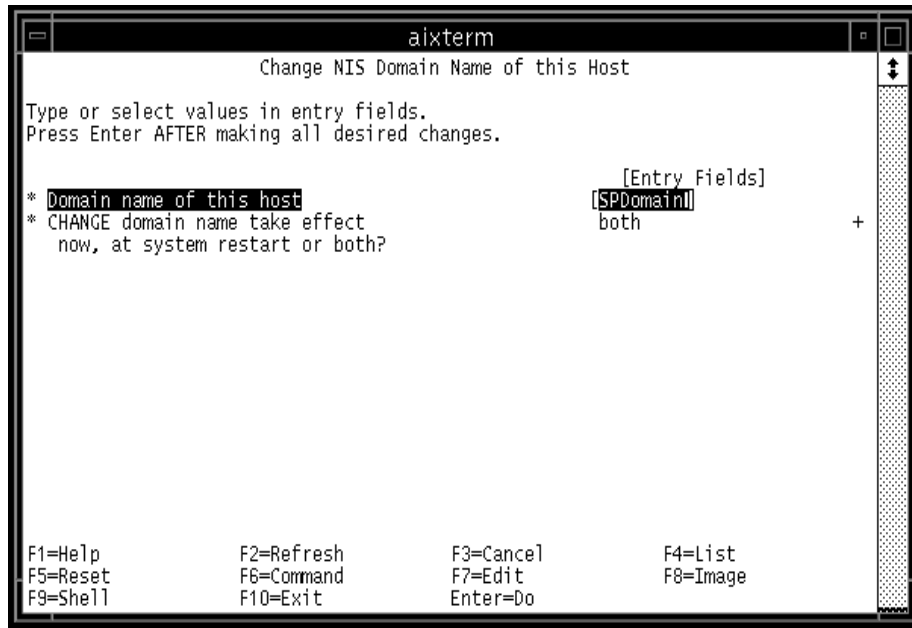 aixterm
Change NIS Domain Name of this Host
Type or select values in entry fields.
Press Enter AFTER making all desired changes.
[Entry Fields]
* Domain name of this host [SPDomain]
* CHANGE domain name take effect both +
now, at system restart or both?
F1=Help F2=Refresh F3=Cancel F4=List
F5=Reset F6=Command F7=Edit F8=Image
F9=Shell F10=Exit Enter=Do